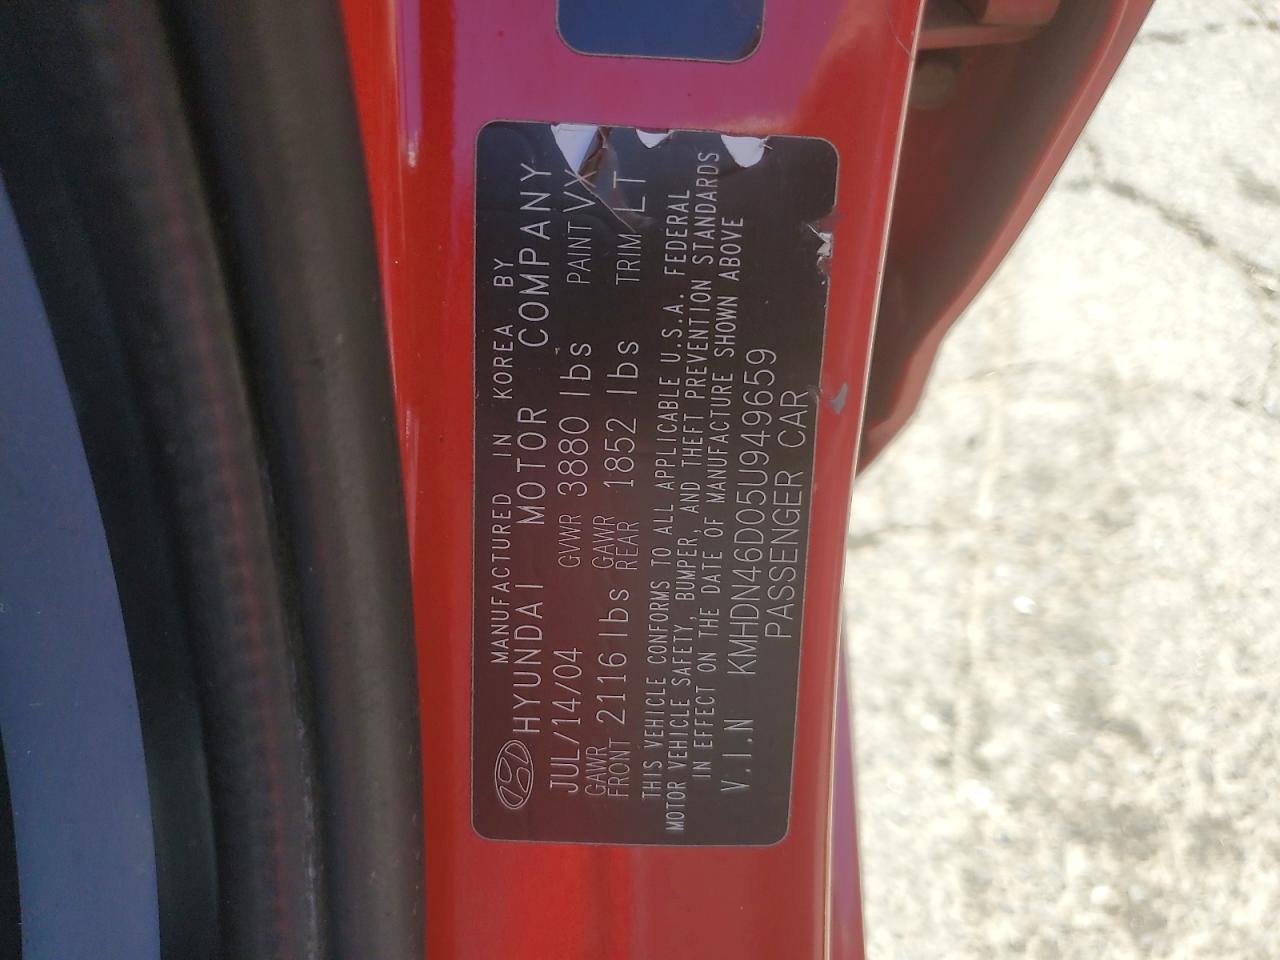 MANUFACTURED IN KOREA BY
HYUNDAI MOTOR COMPANY
JUL/14/04 GVWR 3880 lbs PAINT VX
GAWR FRONT 2116 lbs GAWR REAR 1852 lbs TRIM LT
THIS VEHICLE CONFORMS TO ALL APPLICABLE U.S.A. FEDERAL
MOTOR VEHICLE SAFETY, BUMPER, AND THEFT PREVENTION STANDARDS
IN EFFECT ON THE DATE OF MANUFACTURE SHOWN ABOVE
V.I.N KMHDN46D05U949659
PASSENGER CAR